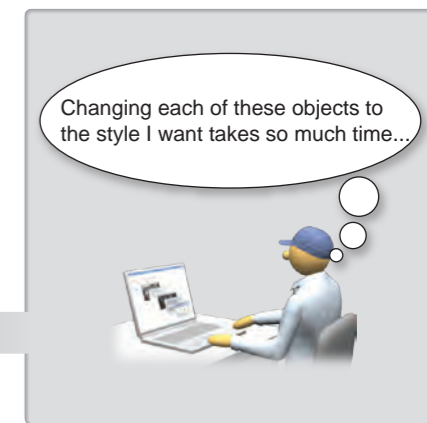 Changing each of these objects to
the style I want takes so much time...